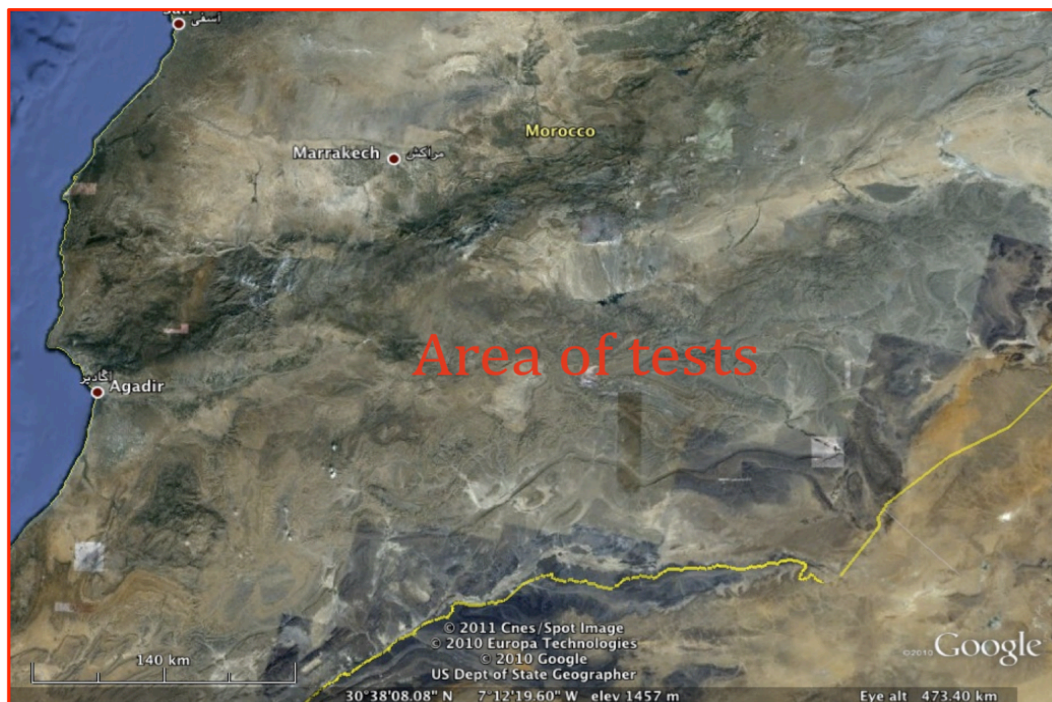 Safi آسفي
Morocco
Marrakech مراكش
Area of tests
اگادير
Agadir
© 2011 Cnes/Spot Image
© 2010 Europa Technologies
© 2010 Google
US Dept of State Geographer
©2010 Google
140 km
30°38'08.08" N 7°12'19.60" W elev 1457 m
Eye alt 473.40 km